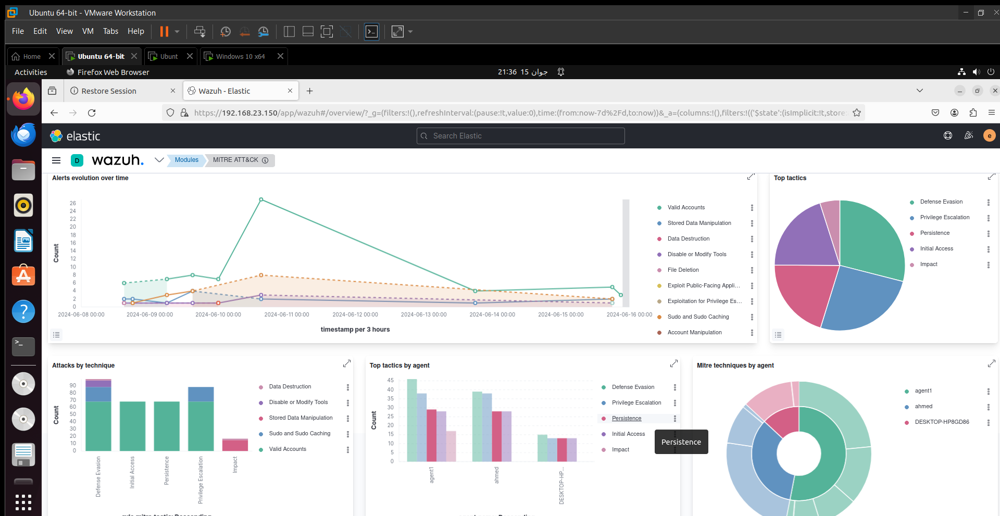 Ubuntu 64-bit - VMware Workstation
File Edit View VM Tabs Help
Home Ubuntu 64-bit Ubunt Windows 10 x64
Activities Firefox Web Browser 21:36 15 جوان
Restore Session Wazuh - Elastic
https://192.168.23.150/app/wazuh#/overview/?_g=(filters:!(),refreshInterval:(pause:!t,value:0),time:(from:now-7d%2Fd,to:now))&_a=(columns:!(),filters:!(('$state':(isImplicit:!t,store:
elastic Search Elastic e
D wazuh. Modules MITRE ATT&CK
Alerts evolution over time
26
24
22
20
18
16
14
12
10
8
6
4
2
0
Count
2024-06-08 00:00 2024-06-09 00:00 2024-06-10 00:00 2024-06-11 00:00 2024-06-12 00:00 2024-06-13 00:00 2024-06-14 00:00 2024-06-15 00:00 2024-06-16 00:00
timestamp per 3 hours
Valid Accounts
Stored Data Manipulation
Data Destruction
Disable or Modify Tools
File Deletion
Exploit Public-Facing Appli...
Exploitation for Privilege Es...
Sudo and Sudo Caching
Account Manipulation
Top tactics
Defense Evasion
Privilege Escalation
Persistence
Initial Access
Impact
Attacks by technique
90
80
70
60
50
40
30
20
10
0
Count
Defense Evasion
Initial Access
Persistence
Privilege Escalation
Impact
Data Destruction
Disable or Modify Tools
Stored Data Manipulation
Sudo and Sudo Caching
Valid Accounts
Top tactics by agent
45
40
35
30
25
20
15
10
5
0
Count
agent1
ahmed
DESKTOP-HP...
Defense Evasion
Privilege Escalation
Persistence
Initial Access
Impact
Persistence
Mitre techniques by agent
agent1
ahmed
DESKTOP-HP8GD86